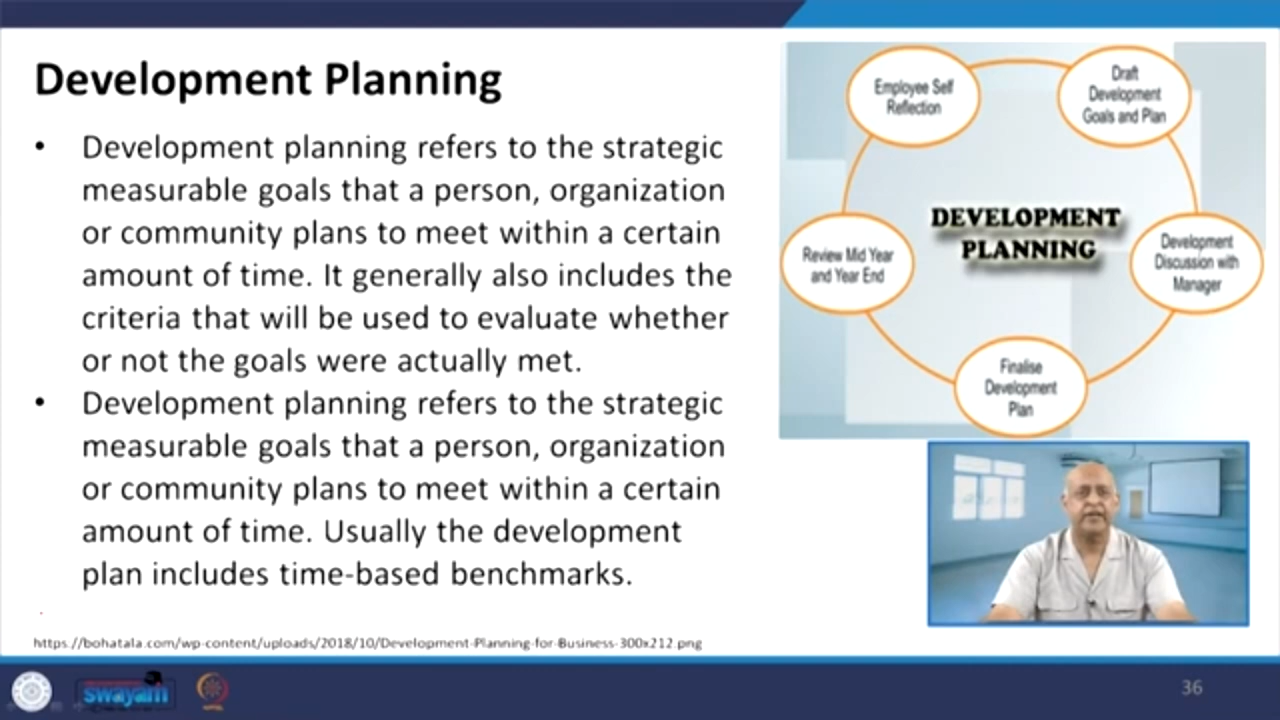 Development Planning
• Development planning refers to the strategic
measurable goals that a person, organization
or community plans to meet within a certain
amount of time. It generally also includes the
criteria that will be used to evaluate whether
or not the goals were actually met.
• Development planning refers to the strategic
measurable goals that a person, organization
or community plans to meet within a certain
amount of time. Usually the development
plan includes time-based benchmarks.
https://bohatala.com/wp-content/uploads/2018/10/Development-Planning-for-Business-300x212.png
Employee Self
Reflection
Draft
Development
Goals and Plan
DEVELOPMENT
PLANNING
Review Mid Year
and Year End
Development
Discussion with
Manager
Finalise
Development
Plan
swayam
36